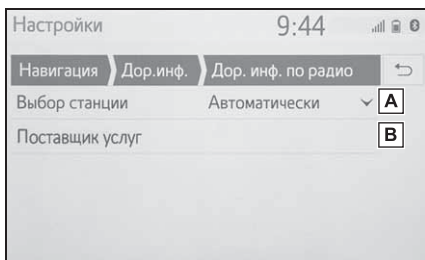 Настройки 9:44
Навигация Дор.инф. Дор. инф. по радио
Выбор станции Автоматически A
Поставщик услуг B